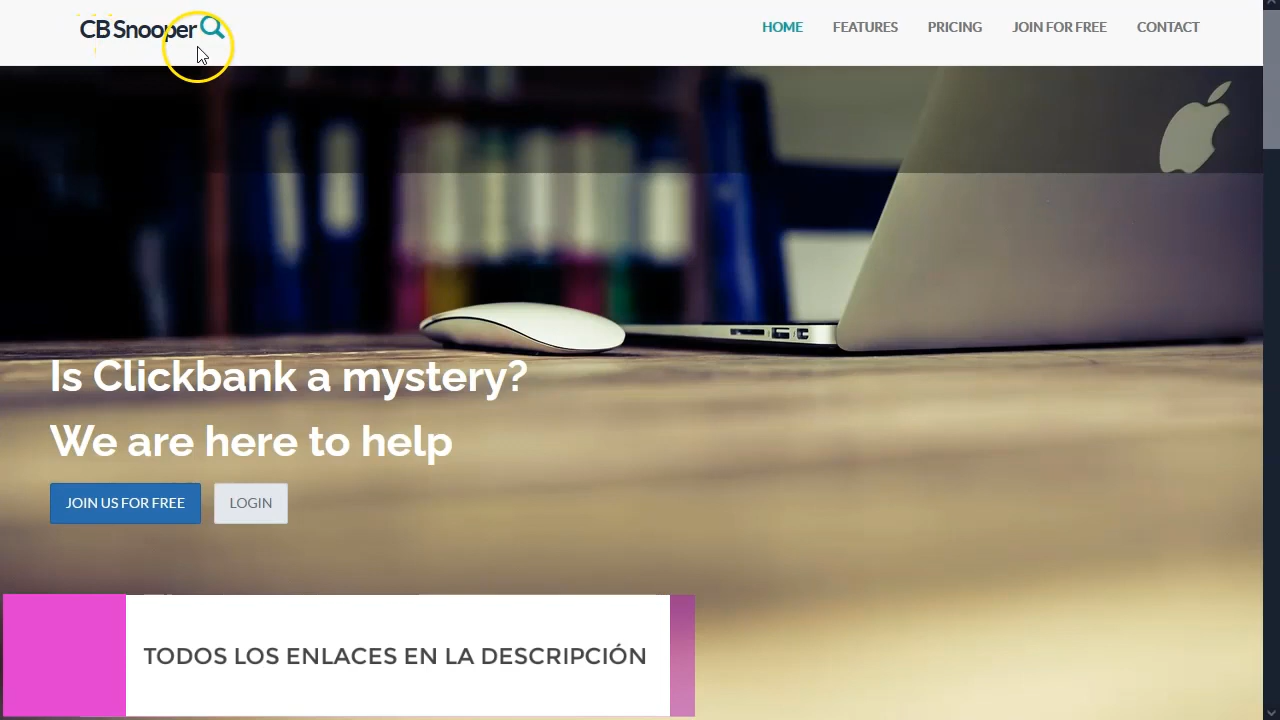 CB Snooper
HOME FEATURES PRICING JOIN FOR FREE CONTACT
Is Clickbank a mystery?
We are here to help
JOIN US FOR FREE LOGIN
TODOS LOS ENLACES EN LA DESCRIPCIÓN